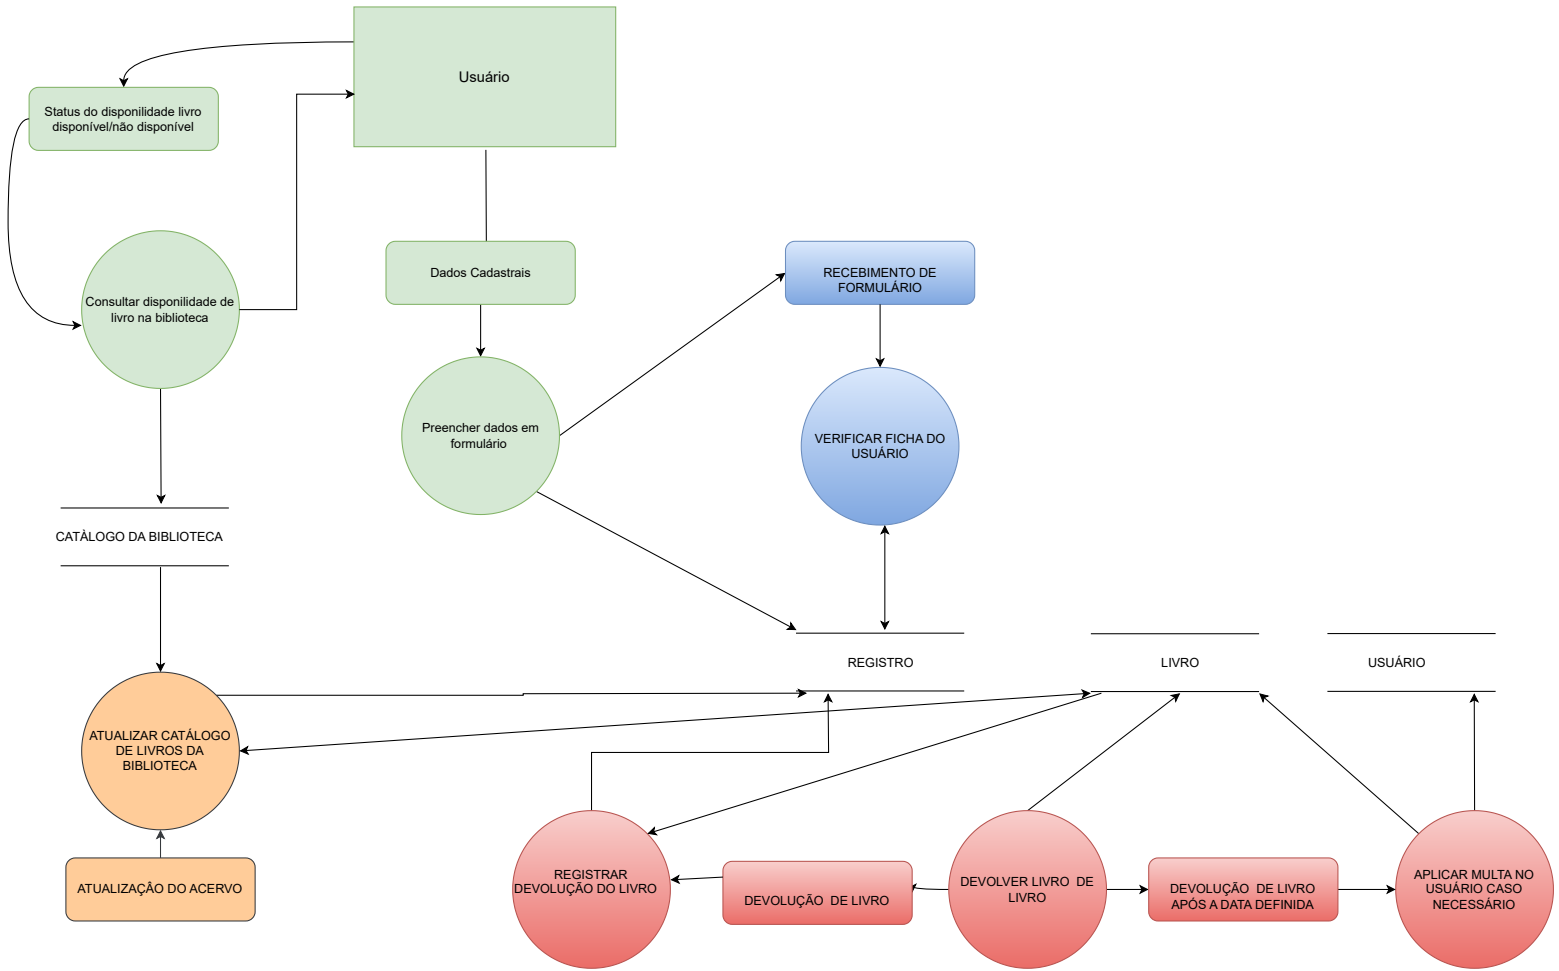 Usuário
Status do disponilidade livro
disponível/não disponível
Consultar disponilidade de
livro na biblioteca
Dados Cadastrais
RECEBIMENTO DE
FORMULÁRIO
Preencher dados em
formulário
VERIFICAR FICHA DO
USUÁRIO
CATÀLOGO DA BIBLIOTECA
REGISTRO
LIVRO
USUÁRIO
ATUALIZAR CATÁLOGO
DE LIVROS DA
BIBLIOTECA
ATUALIZAÇÂO DO ACERVO
REGISTRAR
DEVOLUÇÃO DO LIVRO
DEVOLUÇÃO DE LIVRO
DEVOLVER LIVRO DE
LIVRO
DEVOLUÇÃO DE LIVRO
APÓS A DATA DEFINIDA
APLICAR MULTA NO
USUÁRIO CASO
NECESSÁRIO